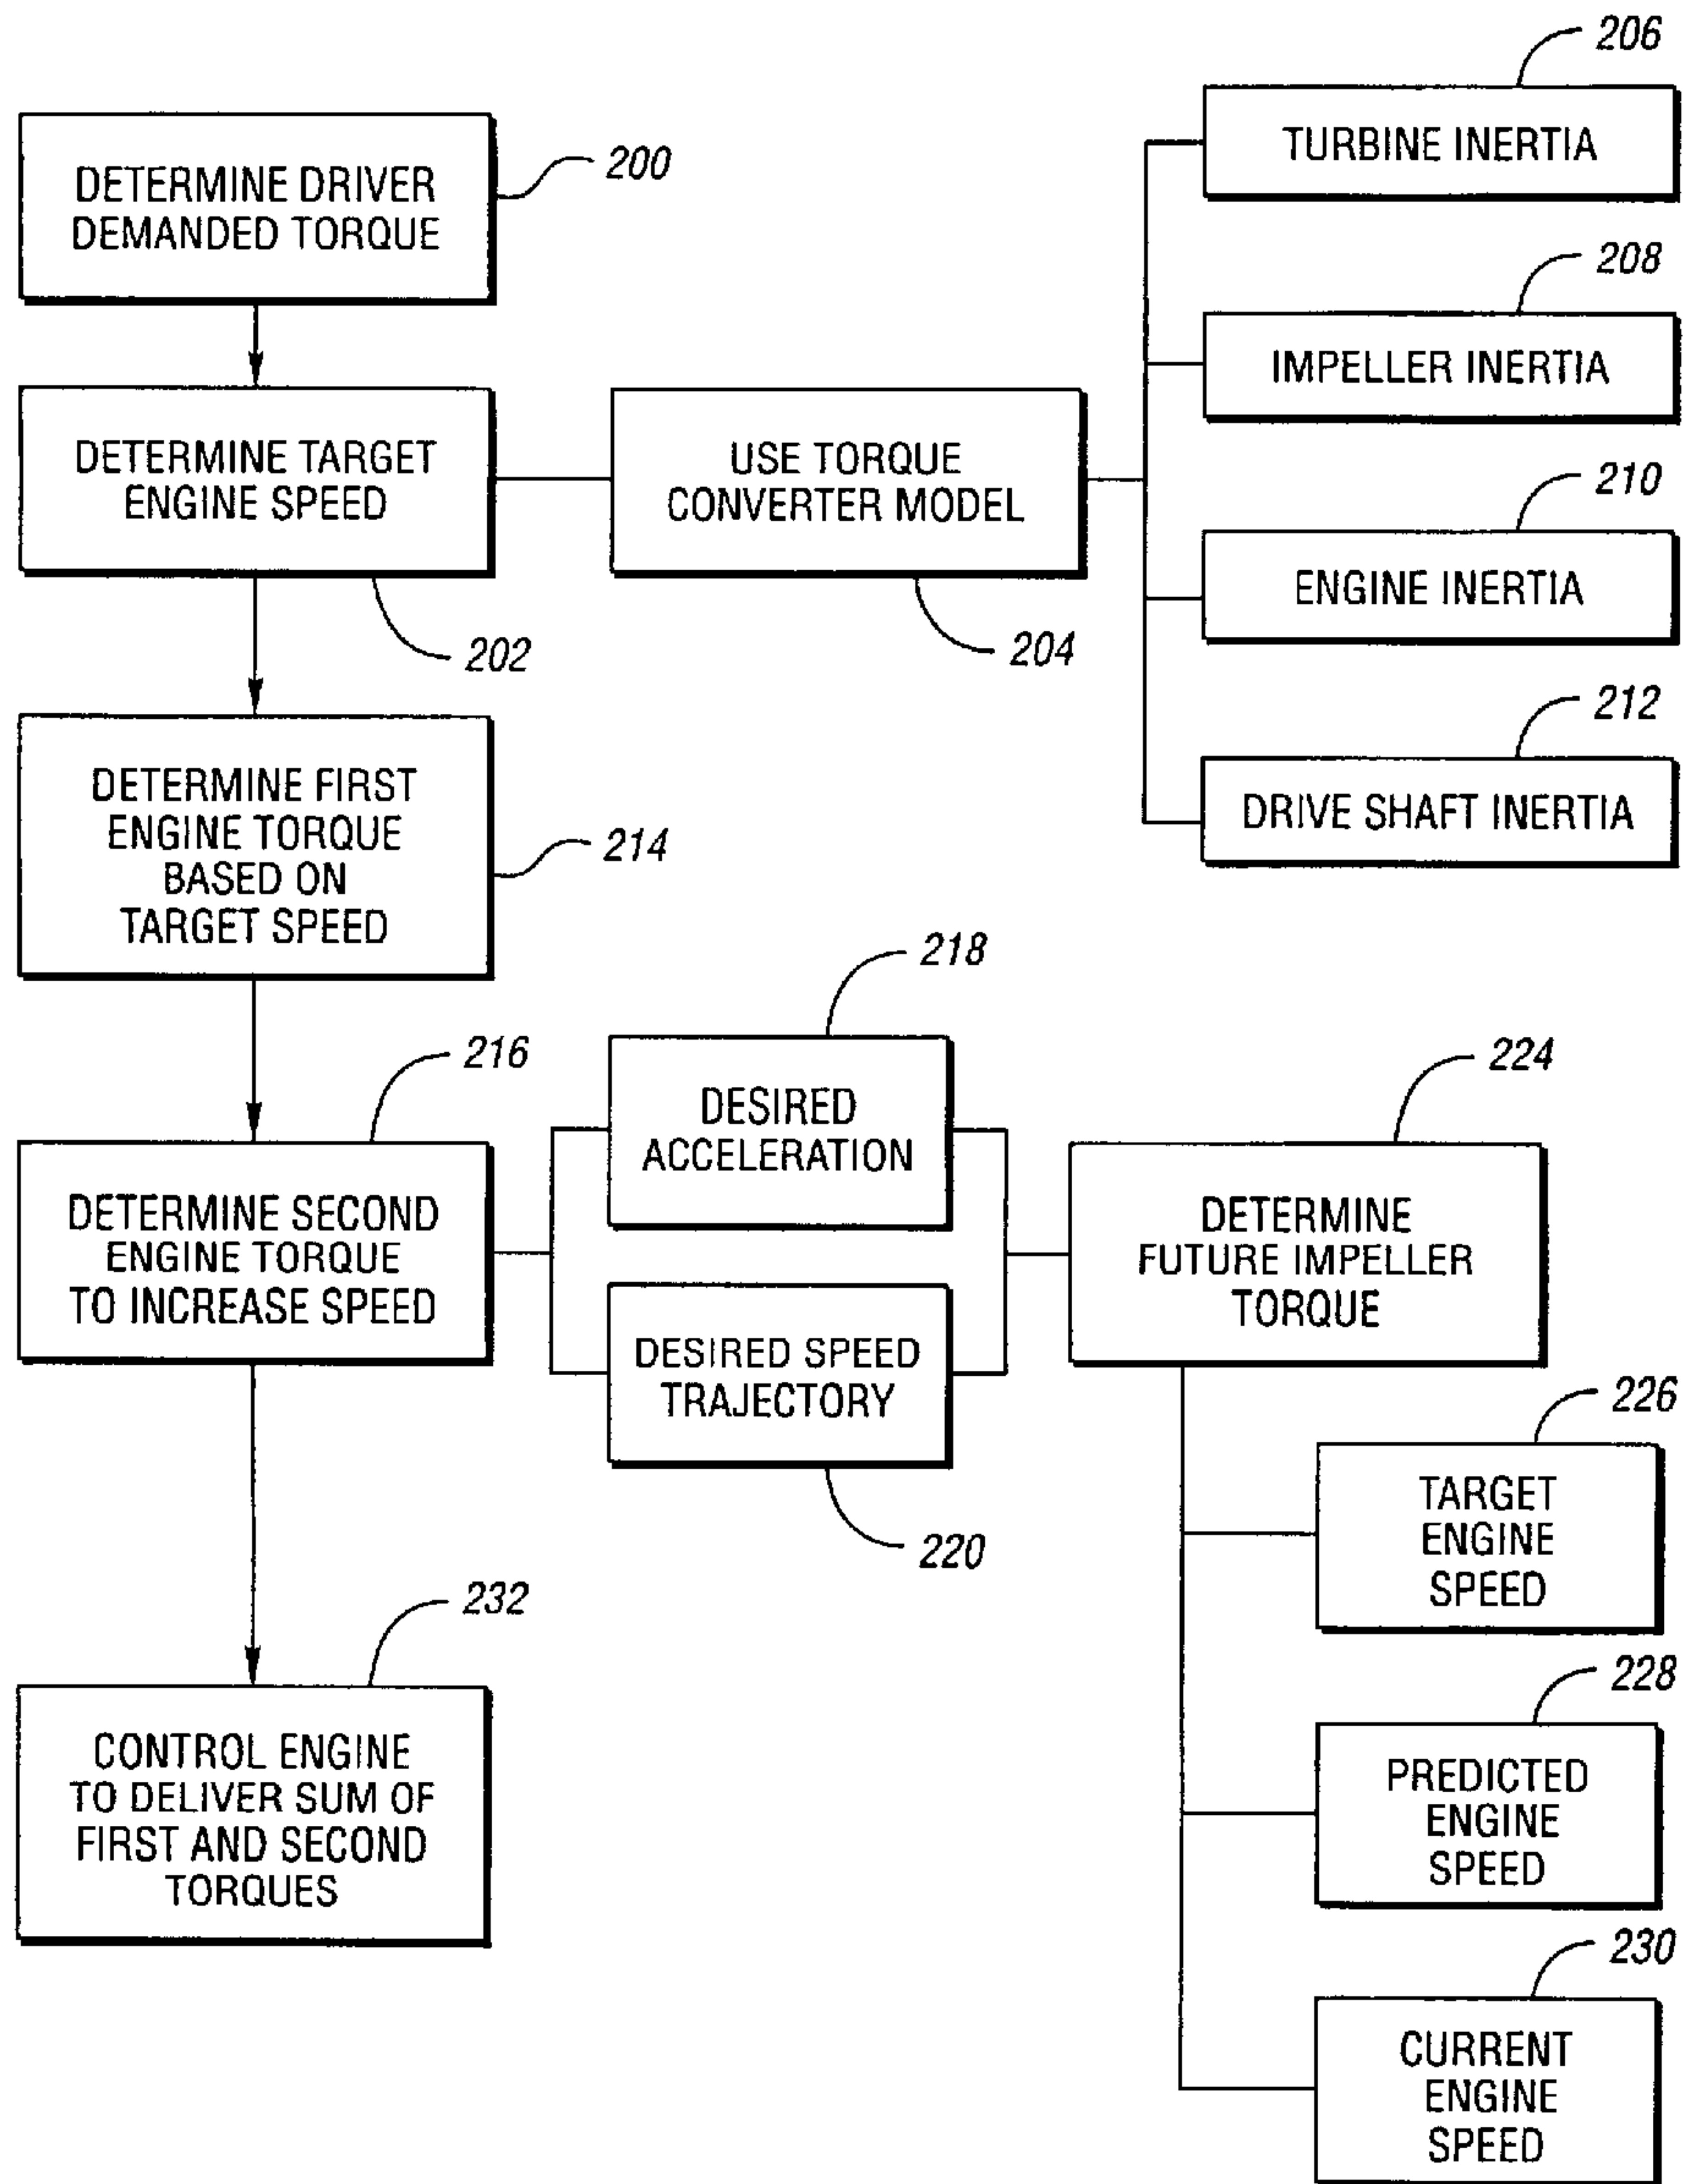 206
TURBINE INERTIA
DETERMINE DRIVER
DEMANDED TORQUE
200
208
IMPELLER INERTIA
DETERMINE TARGET
ENGINE SPEED
202
USE TORQUE
CONVERTER MODEL
204
210
ENGINE INERTIA
212
DRIVE SHAFT INERTIA
DETERMINE FIRST
ENGINE TORQUE
BASED ON
TARGET SPEED
214
216
DETERMINE SECOND
ENGINE TORQUE
TO INCREASE SPEED
218
DESIRED
ACCELERATION
DESIRED SPEED
TRAJECTORY
220
224
DETERMINE
FUTURE IMPELLER
TORQUE
226
TARGET
ENGINE
SPEED
228
PREDICTED
ENGINE
SPEED
230
CURRENT
ENGINE
SPEED
232
CONTROL ENGINE
TO DELIVER SUM OF
FIRST AND SECOND
TORQUES